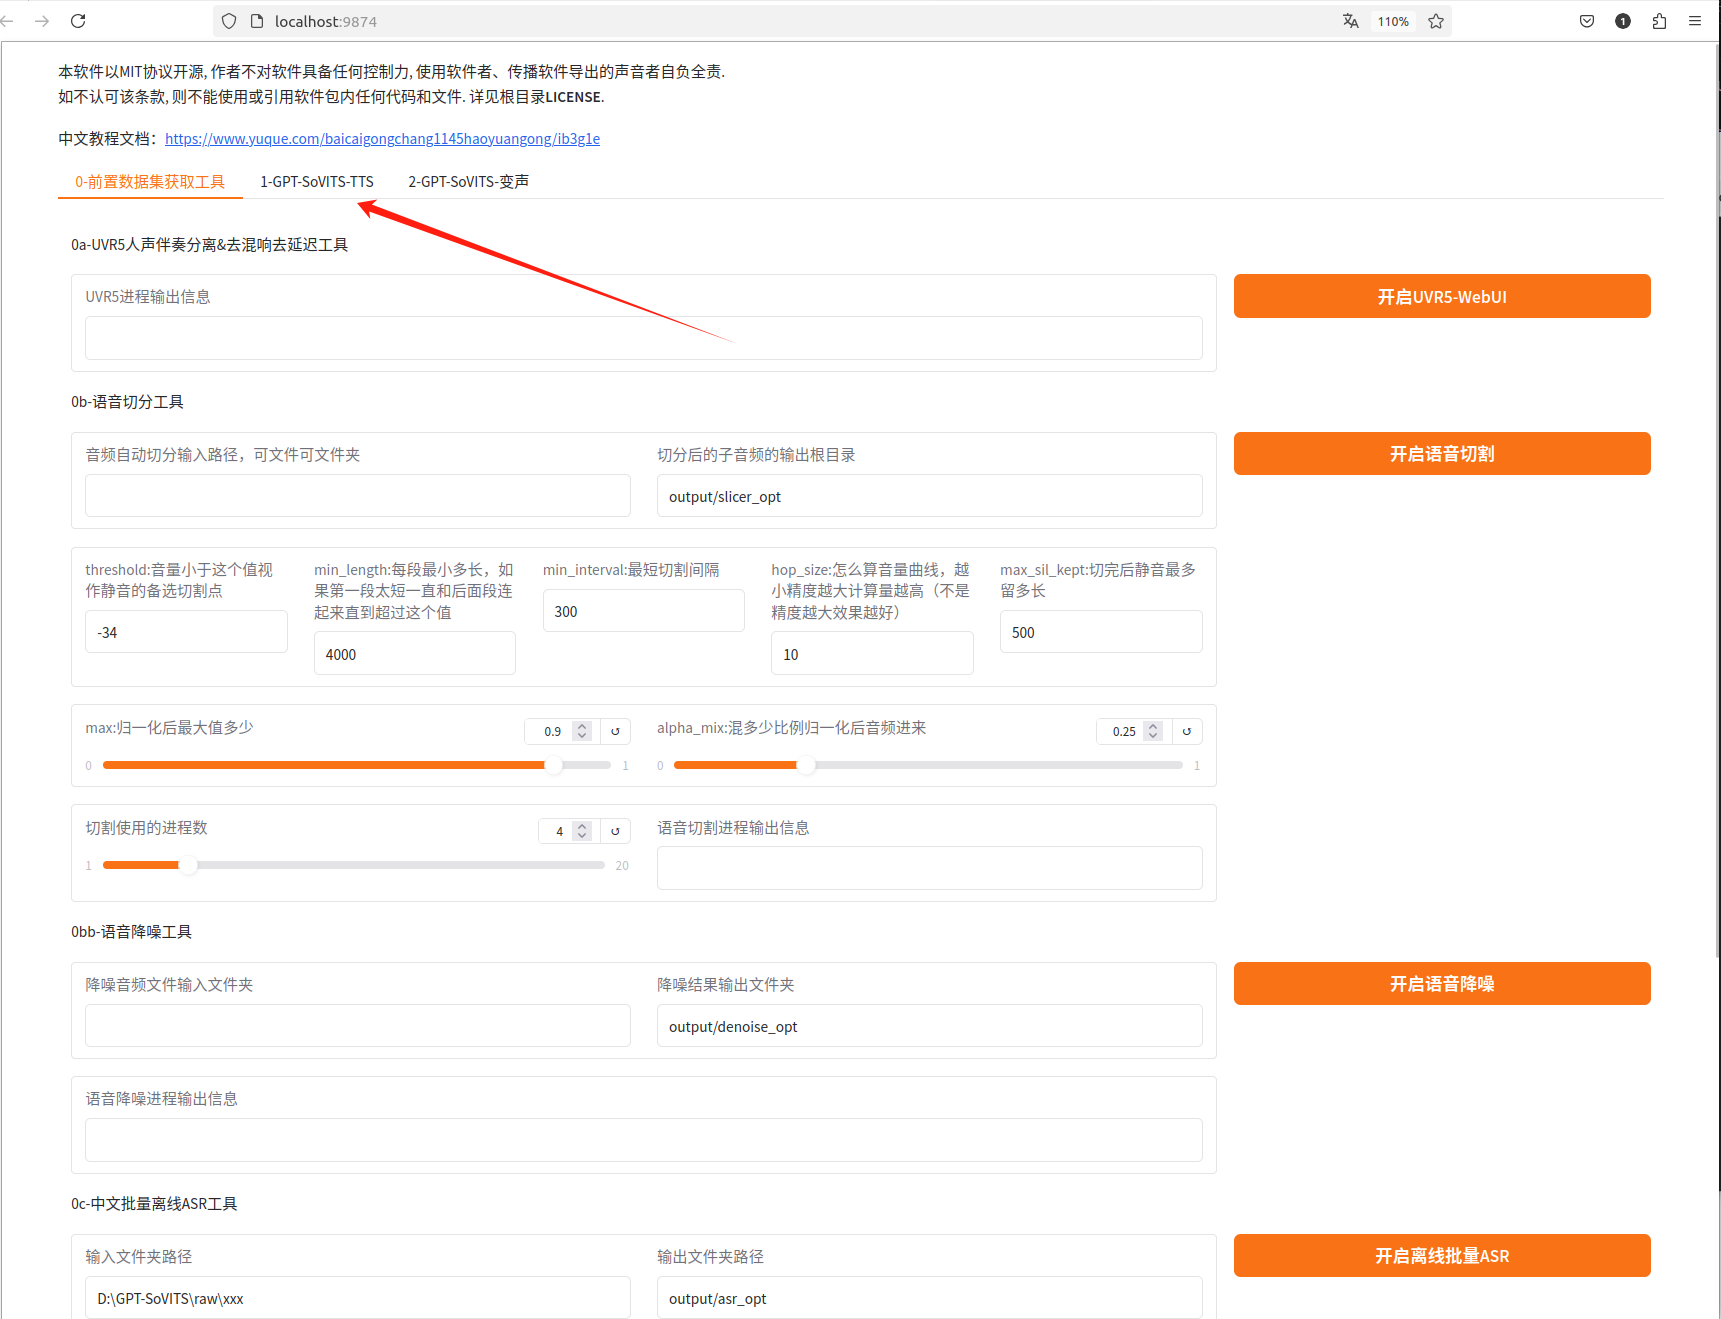 localhost:9874
110%
1
本软件以MIT协议开源, 作者不对软件具备任何控制力, 使用软件者、传播软件导出的声音者自负全责.
如不认可该条款, 则不能使用或引用软件包内任何代码和文件. 详见根目录LICENSE.
中文教程文档：https://www.yuque.com/baicaigongchang1145haoyuangong/ib3g1e
0-前置数据集获取工具 1-GPT-SoVITS-TTS 2-GPT-SoVITS-变声
0a-UVR5人声伴奏分离&去混响去延迟工具
UVR5进程输出信息
开启UVR5-WebUI
0b-语音切分工具
音频自动切分输入路径，可文件可文件夹
切分后的子音频的输出根目录
output/slicer_opt
开启语音切割
threshold:音量小于这个值视
作静音的备选切割点
-34
min_length:每段最小多长，如
果第一段太短一直和后面段连
起来直到超过这个值
4000
min_interval:最短切割间隔
300
hop_size:怎么算音量曲线，越
小精度越大计算量越高（不是
精度越大效果越好）
10
max_sil_kept:切完后静音最多
留多长
500
max:归一化后最大值多少
0.9
↺
0
1
alpha_mix:混多少比例归一化后音频进来
0.25
↺
0
1
切割使用的进程数
4
↺
1
20
语音切割进程输出信息
0bb-语音降噪工具
降噪音频文件输入文件夹
降噪结果输出文件夹
output/denoise_opt
开启语音降噪
语音降噪进程输出信息
0c-中文批量离线ASR工具
输入文件夹路径
D:\GPT-SoVITS\raw\xxx
输出文件夹路径
output/asr_opt
开启离线批量ASR